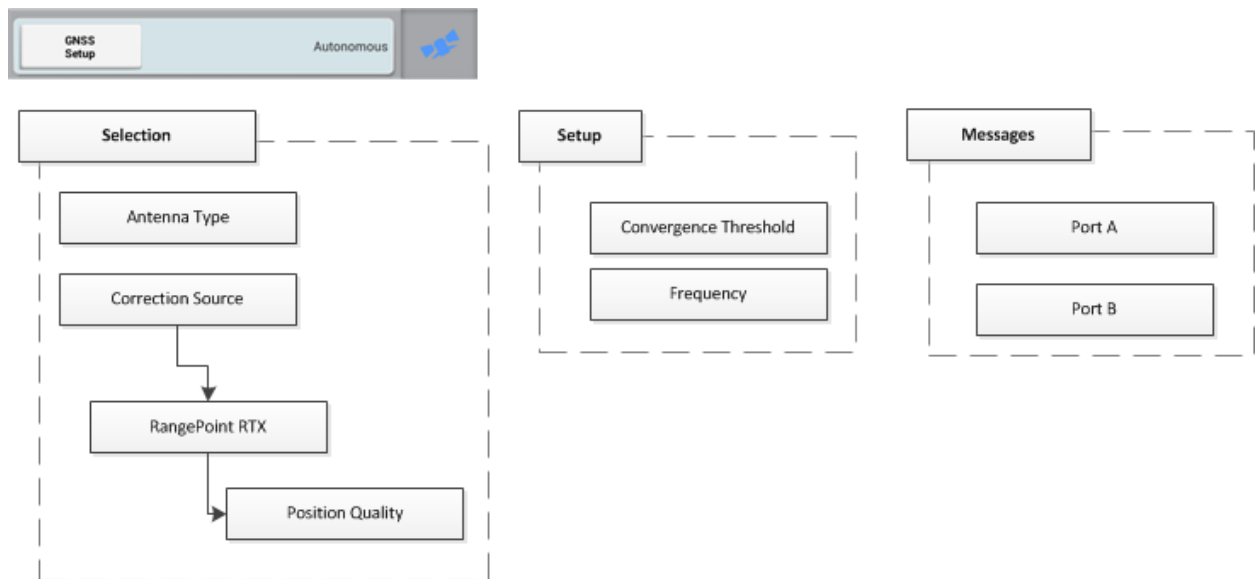 GNSS
Setup
Autonomous
Selection
Antenna Type
Correction Source
RangePoint RTX
Position Quality
Setup
Convergence Threshold
Frequency
Messages
Port A
Port B